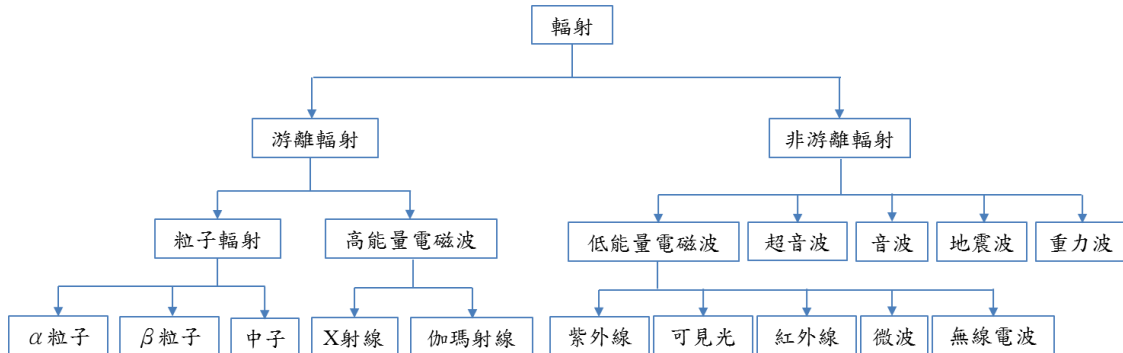 輻射
游離輻射
非游離輻射
粒子輻射
高能量電磁波
低能量電磁波
超音波
音波
地震波
重力波
α粒子
β粒子
中子
X射線
伽瑪射線
紫外線
可見光
紅外線
微波
無線電波